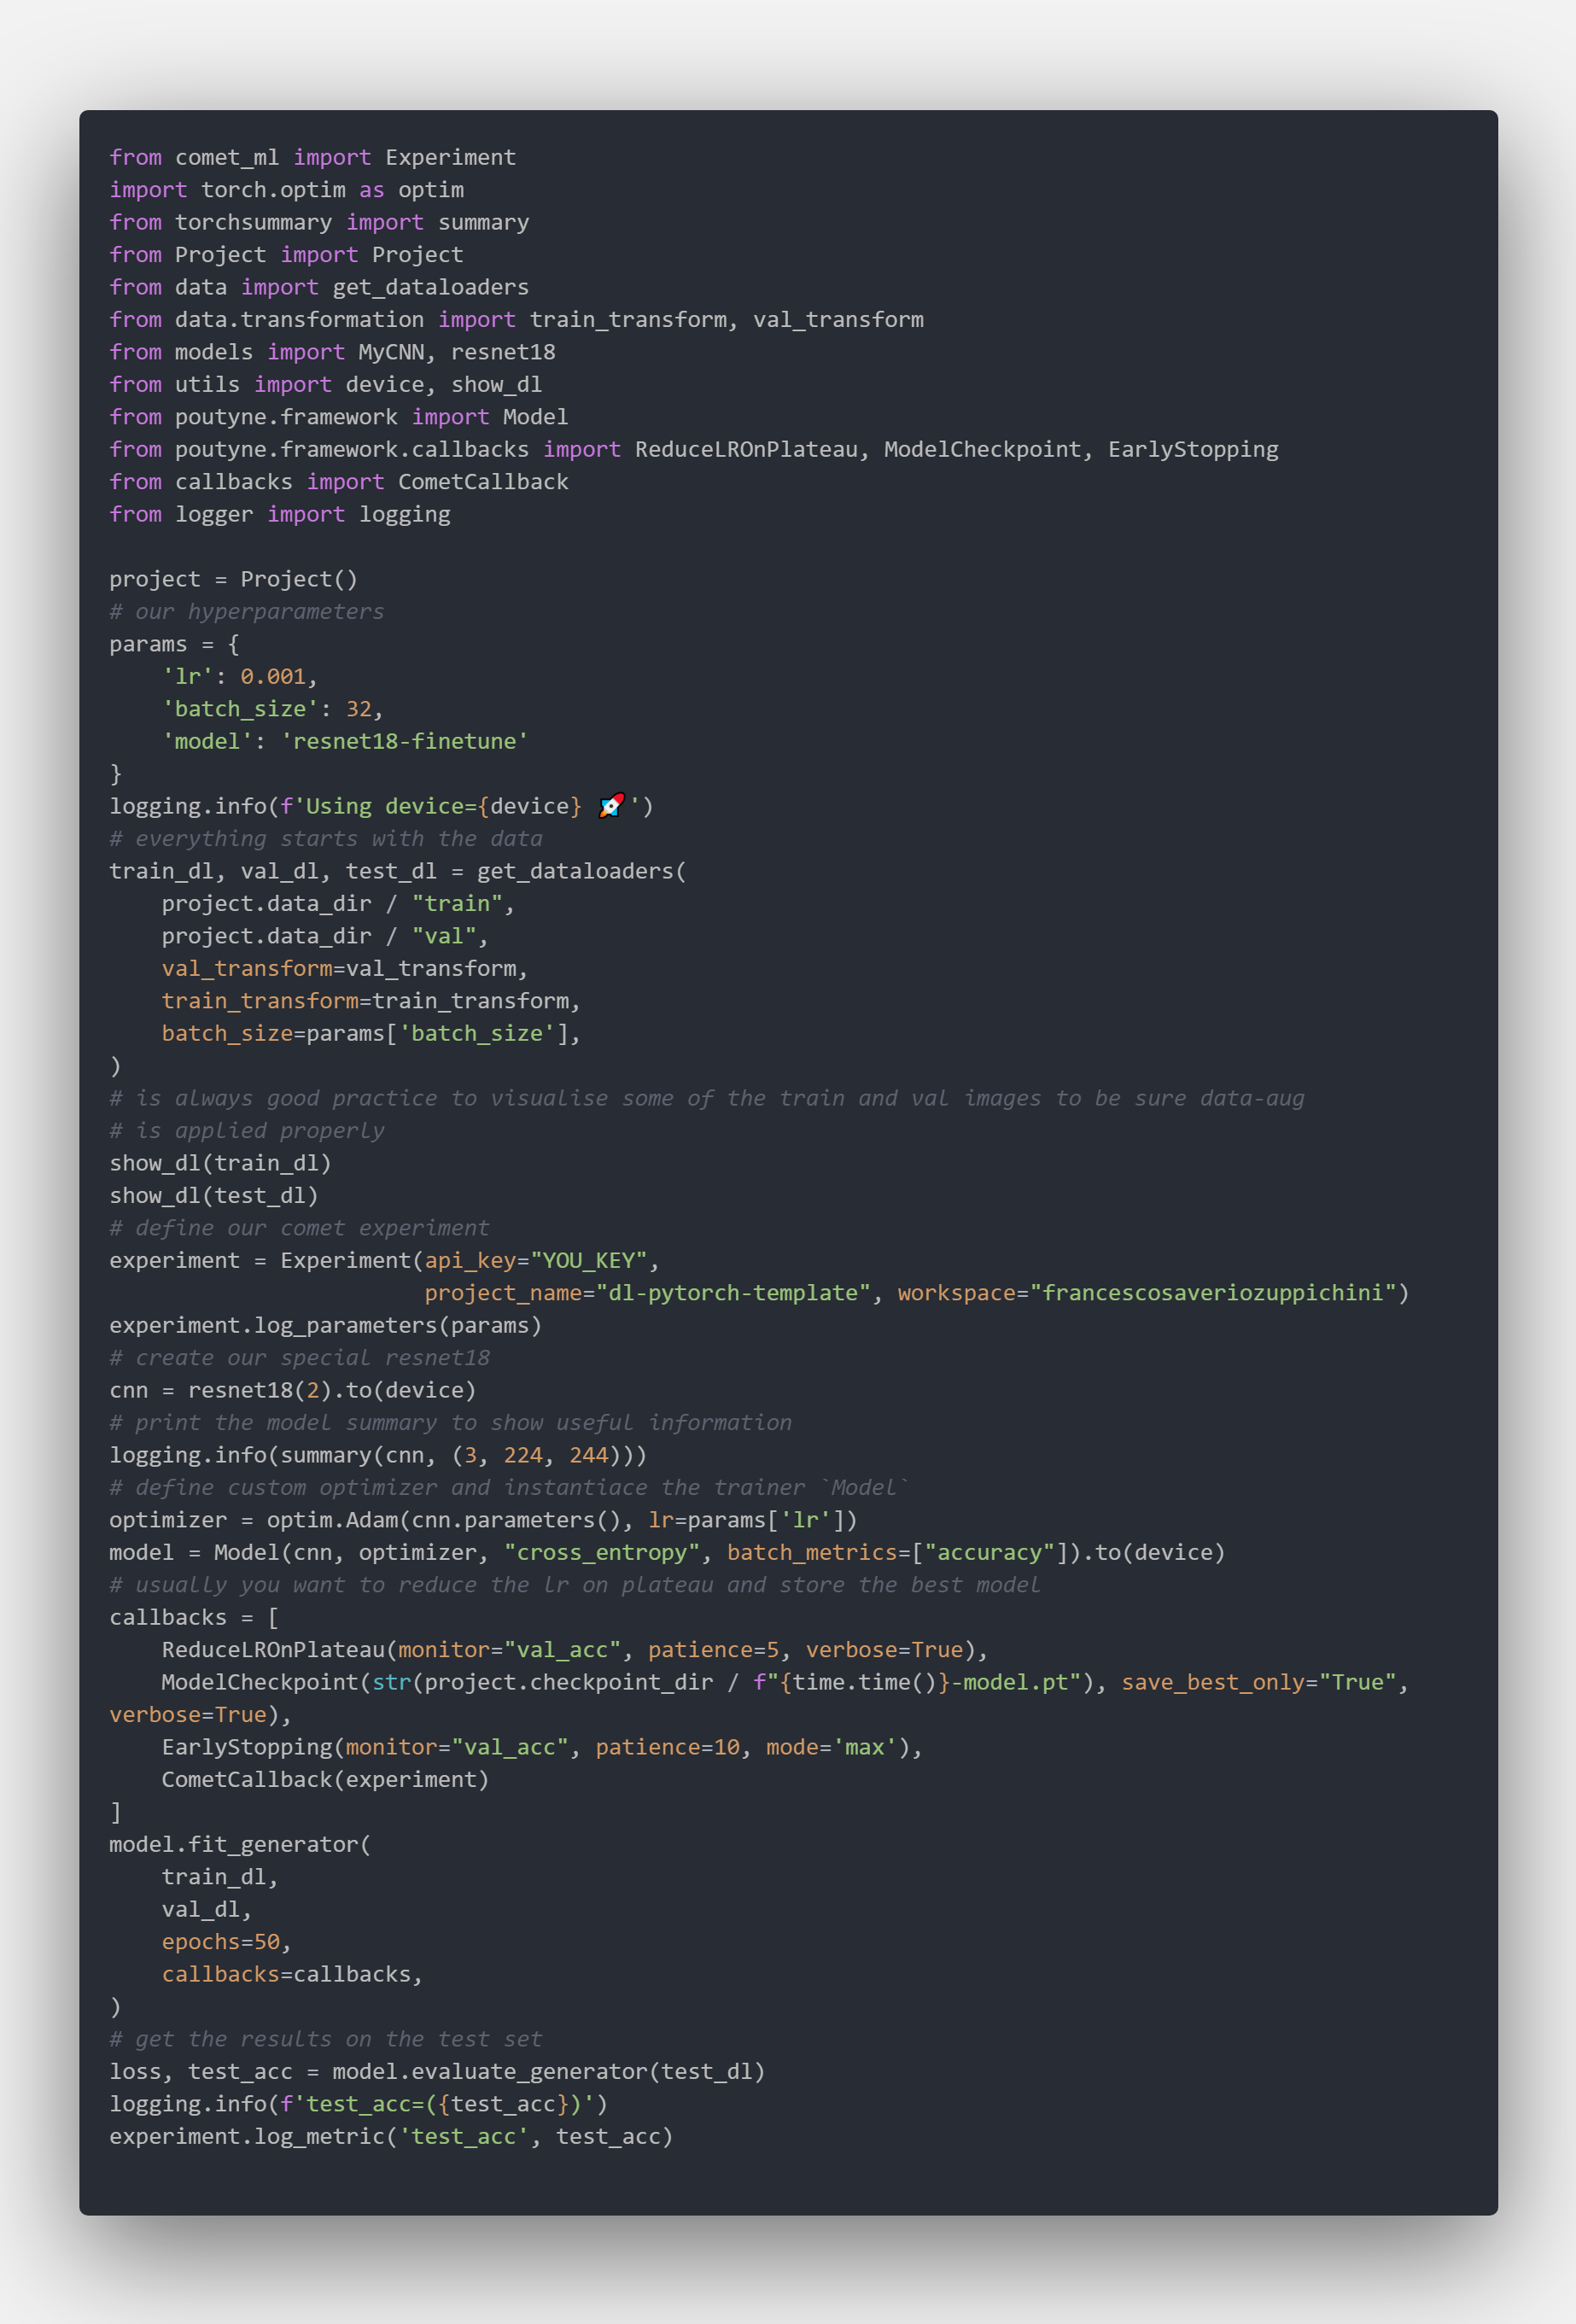 from comet_ml import Experiment
import torch.optim as optim
from torchsummary import summary
from Project import Project
from data import get_dataloaders
from data.transformation import train_transform, val_transform
from models import MyCNN, resnet18
from utils import device, show_dl
from poutyne.framework import Model
from poutyne.framework.callbacks import ReduceLROnPlateau, ModelCheckpoint, EarlyStopping
from callbacks import CometCallback
from logger import logging

project = Project()
# our hyperparameters
params = {
    'lr': 0.001,
    'batch_size': 32,
    'model': 'resnet18-finetune'
}
logging.info(f'Using device={device} 🚀')
# everything starts with the data
train_dl, val_dl, test_dl = get_dataloaders(
    project.data_dir / "train",
    project.data_dir / "val",
    val_transform=val_transform,
    train_transform=train_transform,
    batch_size=params['batch_size'],
)
# is always good practice to visualise some of the train and val images to be sure data-aug
# is applied properly
show_dl(train_dl)
show_dl(test_dl)
# define our comet experiment
experiment = Experiment(api_key="YOU_KEY",
                        project_name="dl-pytorch-template", workspace="francescosaveriozuppichini")
experiment.log_parameters(params)
# create our special resnet18
cnn = resnet18(2).to(device)
# print the model summary to show useful information
logging.info(summary(cnn, (3, 224, 244)))
# define custom optimizer and instantiace the trainer `Model`
optimizer = optim.Adam(cnn.parameters(), lr=params['lr'])
model = Model(cnn, optimizer, "cross_entropy", batch_metrics=["accuracy"]).to(device)
# usually you want to reduce the lr on plateau and store the best model
callbacks = [
    ReduceLROnPlateau(monitor="val_acc", patience=5, verbose=True),
    ModelCheckpoint(str(project.checkpoint_dir / f"{time.time()}-model.pt"), save_best_only="True",
verbose=True),
    EarlyStopping(monitor="val_acc", patience=10, mode='max'),
    CometCallback(experiment)
]
model.fit_generator(
    train_dl,
    val_dl,
    epochs=50,
    callbacks=callbacks,
)
# get the results on the test set
loss, test_acc = model.evaluate_generator(test_dl)
logging.info(f'test_acc=({test_acc})')
experiment.log_metric('test_acc', test_acc)